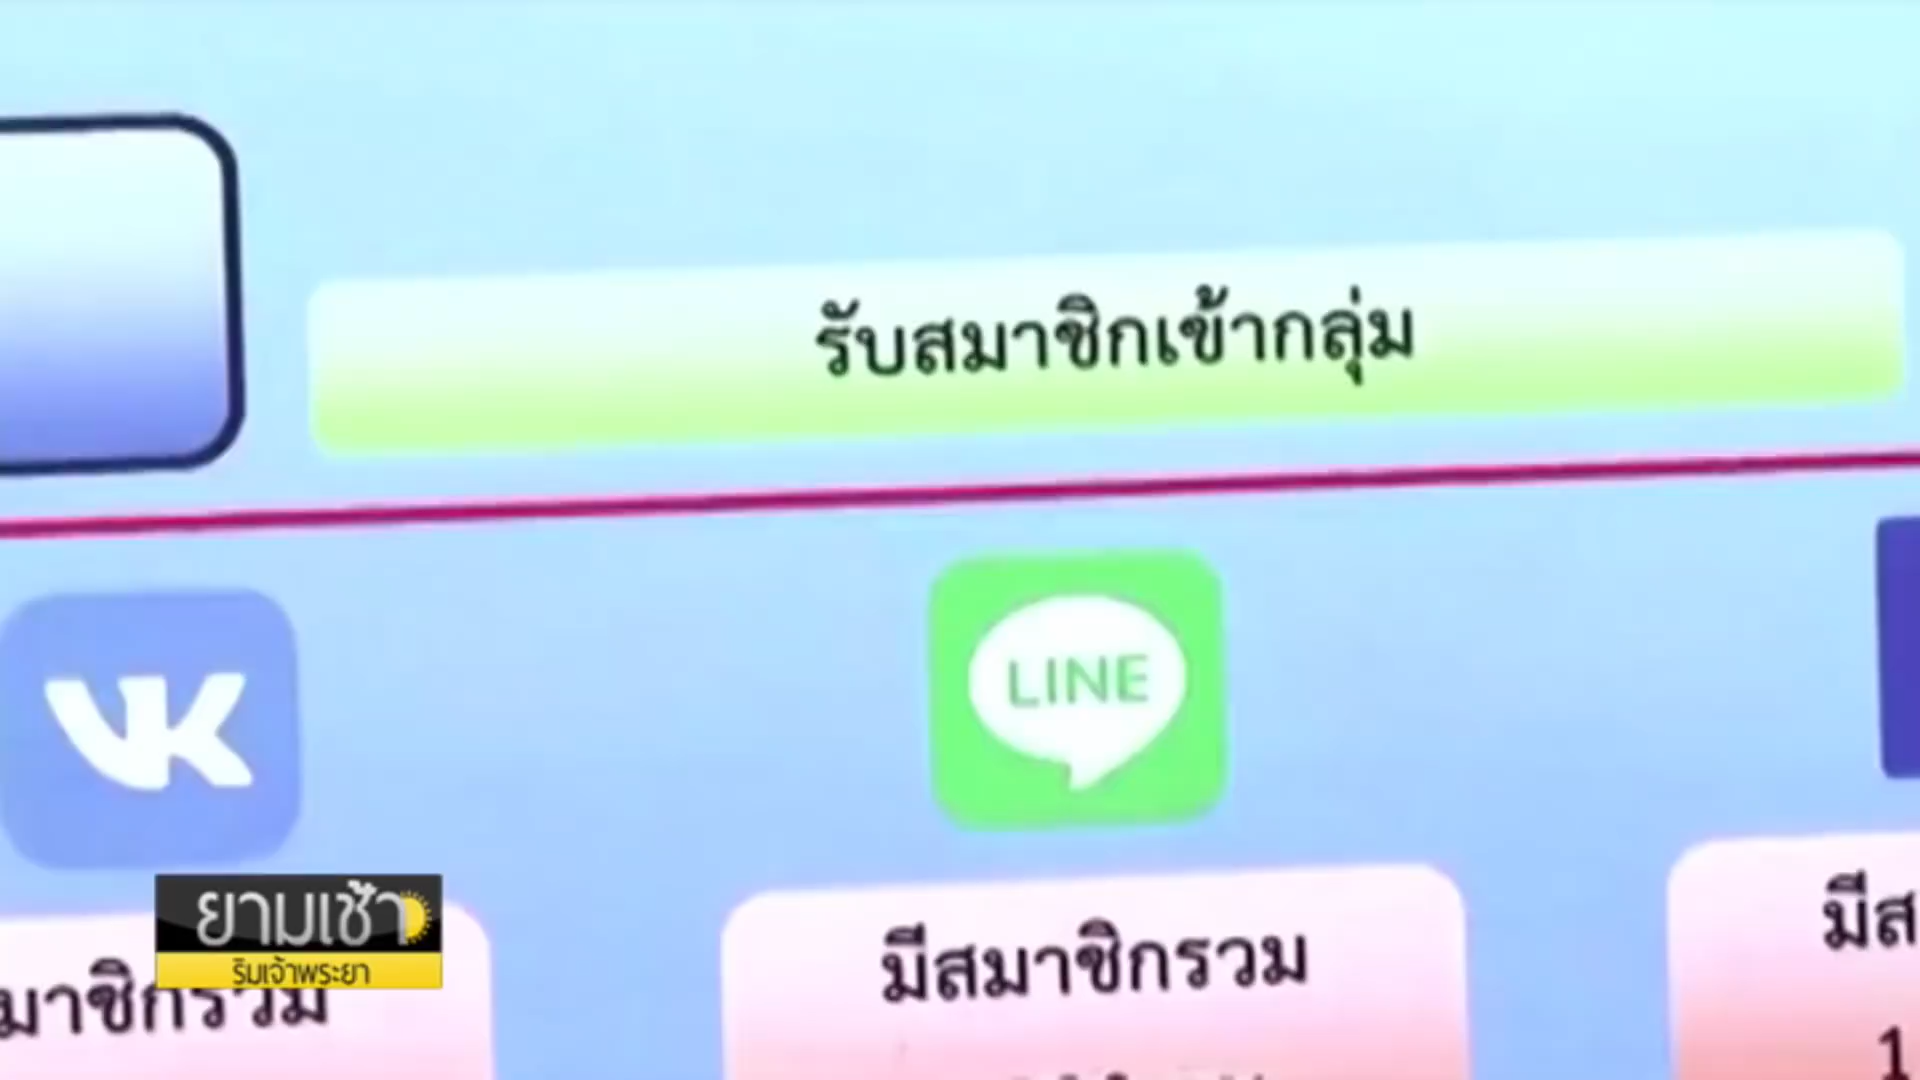 รับสมาชิกเข้ากลุ่ม
VK
LINE
มีสมาชิกรวม
มีส
มาชิกรวม
1
ยามเช้า
ริมเจ้าพระยา